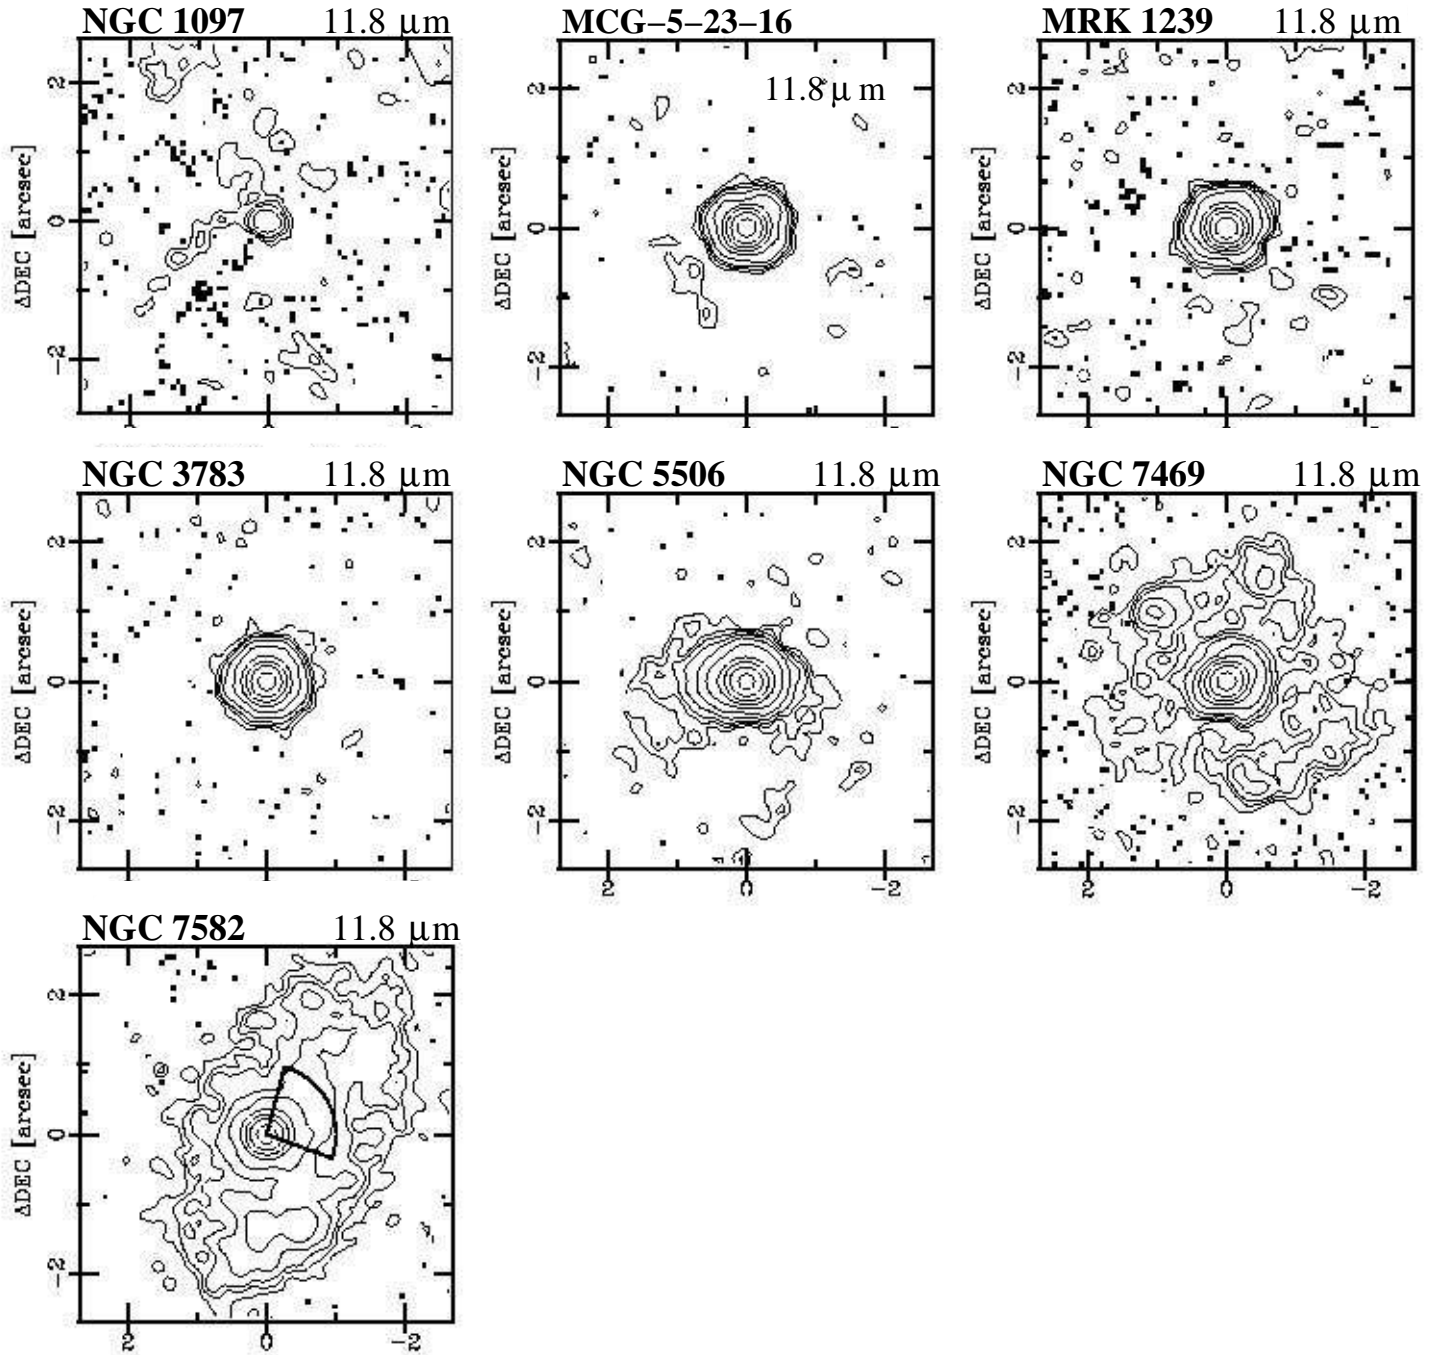 NGC 1097 11.8 μm
MCG−5−23−16
11.8 μ m
MRK 1239 11.8 μm
2
0
−2
ΔDEC [arcsec]
2
0
−2
ΔDEC [arcsec]
2
0
−2
ΔDEC [arcsec]
NGC 3783 11.8 μm
NGC 5506 11.8 μm
NGC 7469 11.8 μm
2
0
−2
ΔDEC [arcsec]
2
0
−2
ΔDEC [arcsec]
2
0
−2
ΔDEC [arcsec]
2 0 −2
2 0 −2
NGC 7582 11.8 μm
2
0
−2
ΔDEC [arcsec]
2 0 −2